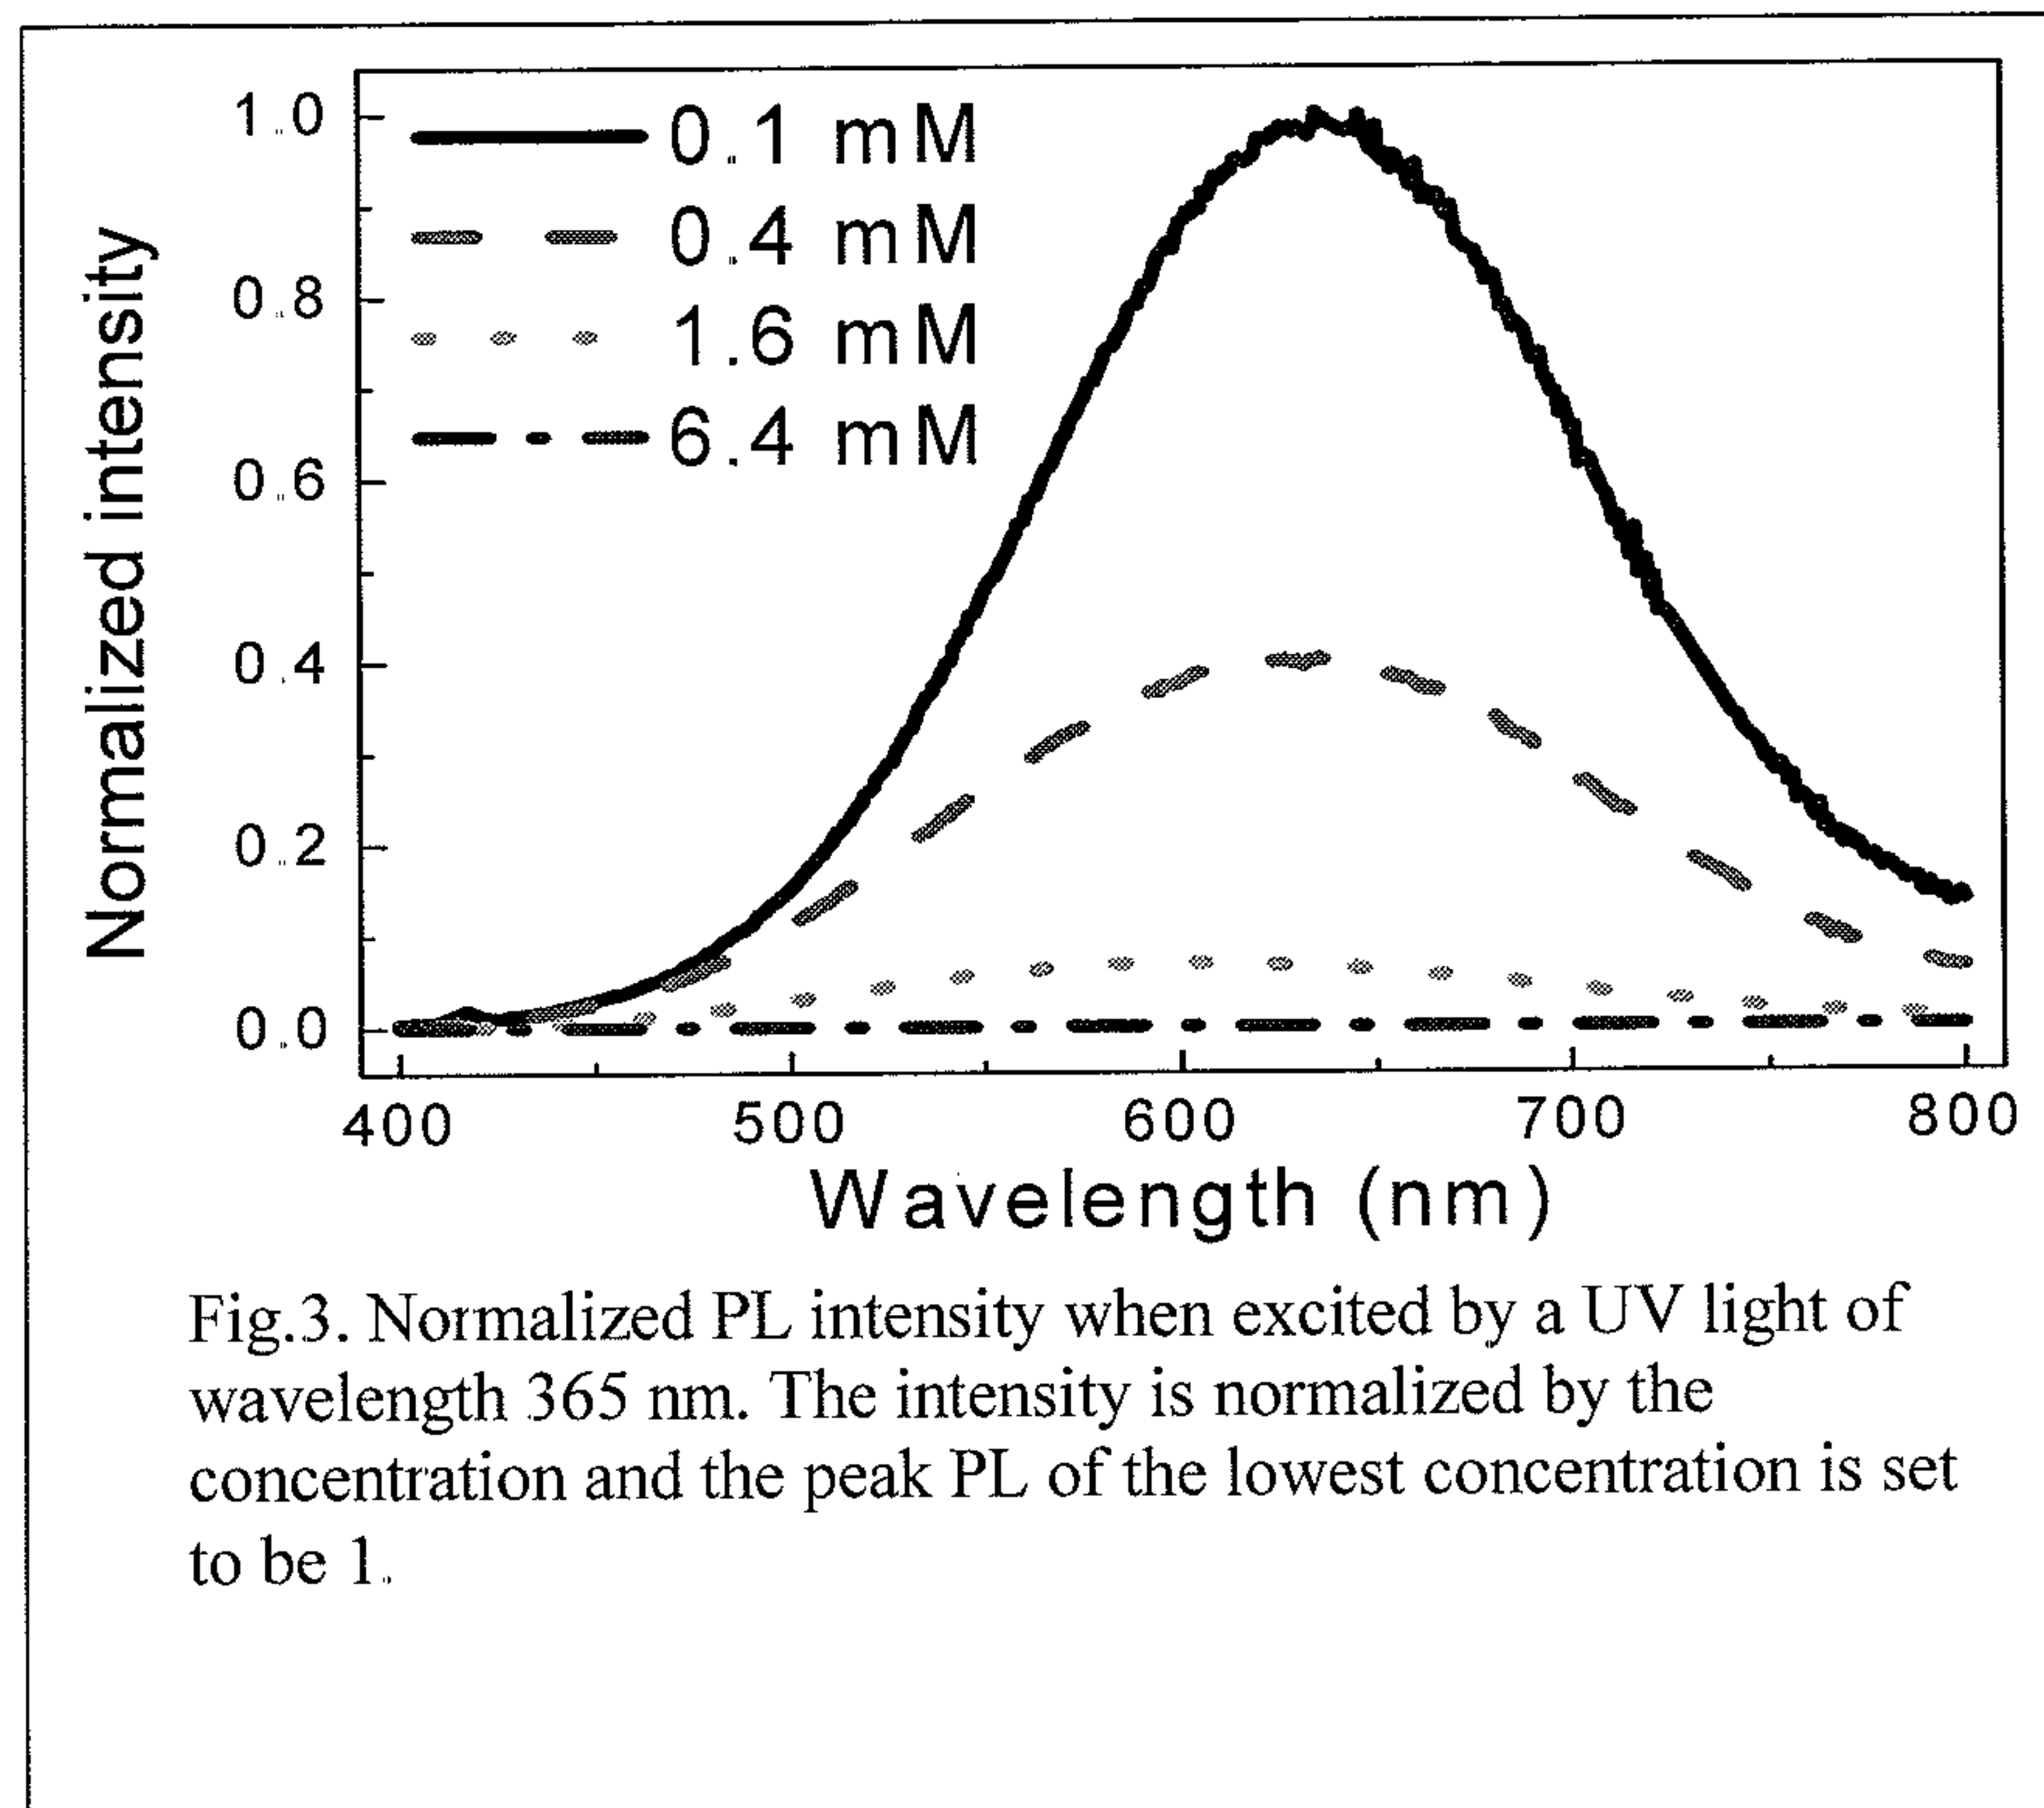 1.0
0.8
0.6
0.4
0.2
0.0
Normalized intensity
0.1 mM
0.4 mM
1.6 mM
6.4 mM
400 500 600 700 800
Wavelength (nm)
Fig.3. Normalized PL intensity when excited by a UV light of
wavelength 365 nm. The intensity is normalized by the
concentration and the peak PL of the lowest concentration is set
to be 1.